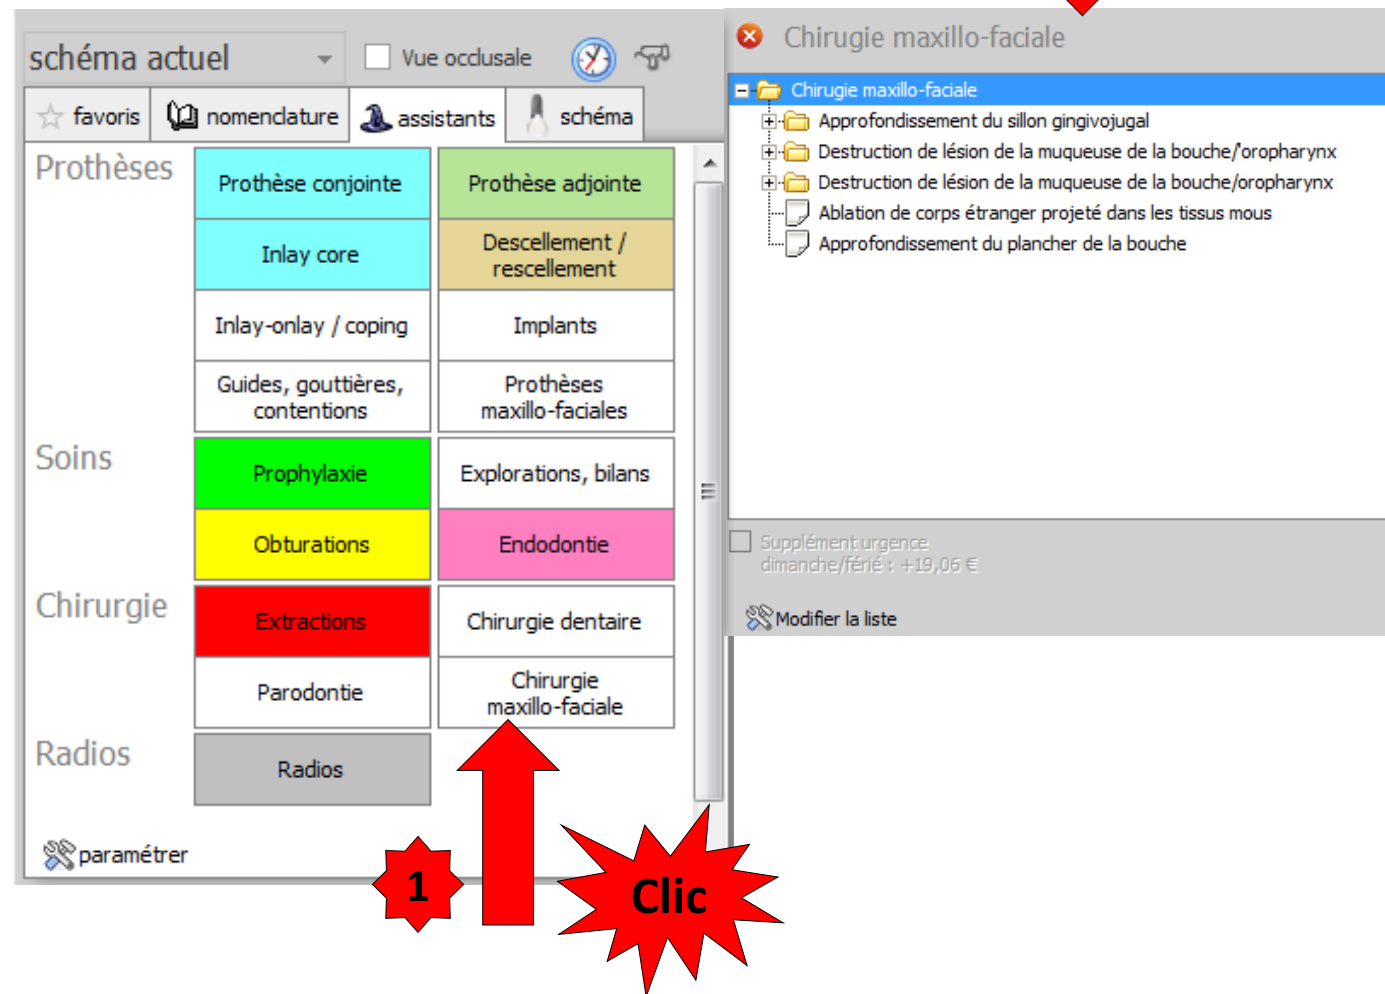 schéma actuel
Vue occlusale
favoris
nomenclature
assistants
schéma
Prothèses
Prothèse conjointe
Prothèse adjointe
Inlay core
Descellement /
rescellement
Inlay-onlay / coping
Implants
Guides, gouttières,
contentions
Prothèses
maxillo-faciales
Soins
Prophylaxie
Explorations, bilans
Obturations
Endodontie
Chirurgie
Extractions
Chirurgie dentaire
Parodontie
Chirurgie
maxillo-faciale
Radios
Radios
paramétrer
1
Clic
Chirugie maxillo-faciale
Chirugie maxillo-faciale
Approfondissement du sillon gingivojugal
Destruction de lésion de la muqueuse de la bouche/'oropharynx
Destruction de lésion de la muqueuse de la bouche/oropharynx
Ablation de corps étranger projeté dans les tissus mous
Approfondissement du plancher de la bouche
Supplément urgence
dimanche/férié : +19,06 €
Modifier la liste